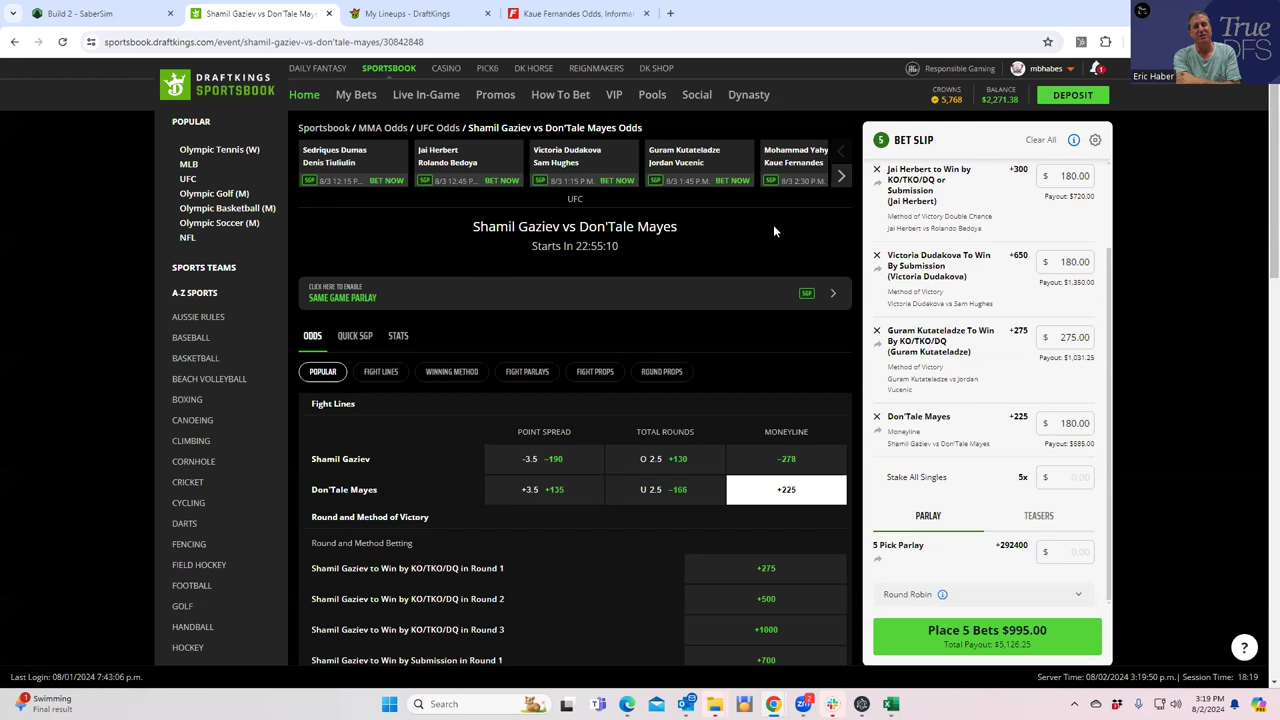 Build 2 - SaberSim
Shamil Gaziev vs Don'Tale May
My Lineups - DraftKings
Kaue Fernandes Odds, Informat
sportsbook.draftkings.com/event/shamil-gaziev-vs-don'tale-mayes/30842848
True
DFS
Eric Haber
DRAFTKINGS
SPORTSBOOK
DAILY FANTASY
SPORTSBOOK
CASINO
PICK6
DK HORSE
REIGNMAKERS
DK SHOP
RG Responsible Gaming
mbhabes
1
Home
My Bets
Live In-Game
Promos
How To Bet
VIP
Pools
Social
Dynasty
CROWNS
5,768
BALANCE
$2,271.38
DEPOSIT
POPULAR
Olympic Tennis (W)
MLB
UFC
Olympic Golf (M)
Olympic Basketball (M)
Olympic Soccer (M)
NFL
SPORTS TEAMS
A-Z SPORTS
AUSSIE RULES
BASEBALL
BASKETBALL
BEACH VOLLEYBALL
BOXING
CANOEING
CLIMBING
CORNHOLE
CRICKET
CYCLING
DARTS
FENCING
FIELD HOCKEY
FOOTBALL
GOLF
HANDBALL
HOCKEY
Sportsbook / MMA Odds / UFC Odds / Shamil Gaziev vs Don'Tale Mayes Odds
Sedriques Dumas
Denis Tiuliulin
SGP 8/3 12:15 P BET NOW
Jai Herbert
Rolando Bedoya
SGP 8/3 12:45 P BET NOW
Victoria Dudakova
Sam Hughes
SGP 8/3 1:15 P.M BET NOW
Guram Kutateladze
Jordan Vucenic
SGP 8/3 1:45 P.M BET NOW
Mohammad Yahy
Kaue Fernandes
SGP 8/3 2:30 P.M
UFC
Shamil Gaziev vs Don'Tale Mayes
Starts In 22:55:10
CLICK HERE TO ENABLE
SAME GAME PARLAY
SGP
ODDS
QUICK SGP
STATS
POPULAR
FIGHT LINES
WINNING METHOD
FIGHT PARLAYS
FIGHT PROPS
ROUND PROPS
Fight Lines
POINT SPREAD
TOTAL ROUNDS
MONEYLINE
Shamil Gaziev
-3.5 −190
O 2.5 +130
−278
Don'Tale Mayes
+3.5 +135
U 2.5 −166
+225
Round and Method of Victory
Round and Method Betting
Shamil Gaziev to Win by KO/TKO/DQ in Round 1
+275
Shamil Gaziev to Win by KO/TKO/DQ in Round 2
+500
Shamil Gaziev to Win by KO/TKO/DQ in Round 3
+1000
Shamil Gaziev to Win by Submission in Round 1
+700
5 BET SLIP
Clear All
Jai Herbert to Win by
KO/TKO/DQ or
Submission
(Jai Herbert)
+300
$ 180.00
Payout: $720.00
Method of Victory Double Chance
Jai Herbert vs Rolando Bedoya
Victoria Dudakova To Win
By Submission
(Victoria Dudakova)
+650
$ 180.00
Payout: $1,350.00
Method of Victory
Victoria Dudakova vs Sam Hughes
Guram Kutateladze To Win
By KO/TKO/DQ
(Guram Kutateladze)
+275
$ 275.00
Payout: $1,031.25
Method of Victory
Guram Kutateladze vs Jordan
Vucenic
Don'Tale Mayes
+225
$ 180.00
Moneyline
Shamil Gaziev vs Don'Tale Mayes
Payout: $585.00
Stake All Singles
5x
$ 0.00
PARLAY
TEASERS
5 Pick Parlay
+292400
$ 0.00
Round Robin
Place 5 Bets $995.00
Total Payout: $5,126.25
?
Last Login: 08/01/2024 7:43:06 p.m.
Server Time: 08/02/2024 3:19:50 p.m. | Session Time: 18:19
Swimming
Final result
Search
3:19 PM
8/2/2024